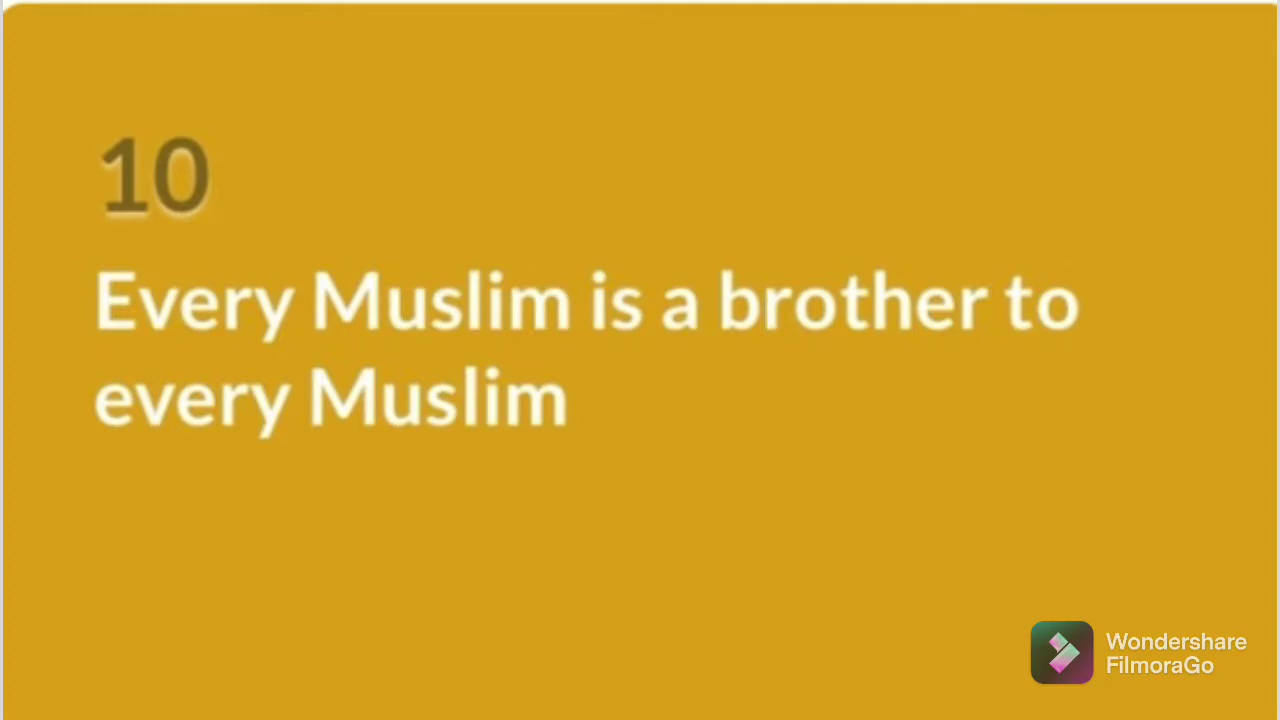 10
Every Muslim is a brother to
every Muslim
Wondershare
FilmoraGo